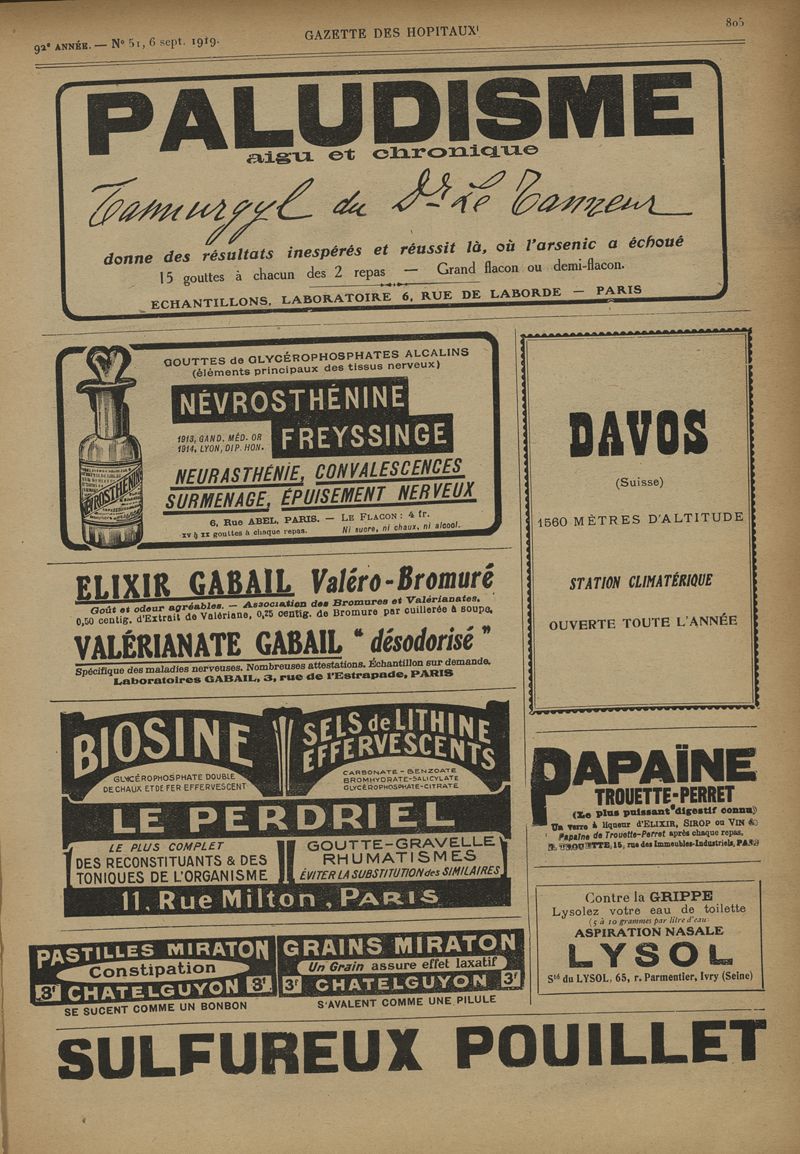 92e ANNÉE. — N° 51, 6 sept. 1919.
GAZETTE DES HOPITAUX
805
PALUDISME
aigu et chronique
Tannurgyl du Dr Le Tanneur
donne des résultats inespérés et réussit là, où l'arsenic a échoué
15 gouttes à chacun des 2 repas — Grand flacon ou demi-flacon.
ECHANTILLONS, LABORATOIRE 6, RUE DE LABORDE — PARIS
GOUTTES de GLYCÉROPHOSPHATES ALCALINS
(éléments principaux des tissus nerveux)
NÉVROSTHÉNINE
1913, GAND, MÉD. OR
1914, LYON, DIP. HON.
FREYSSINGE
NÉVROSTHÉNINE
NEURASTHÉNIE, CONVALESCENCES
SURMENAGE, ÉPUISEMENT NERVEUX
6, Rue ABEL, PARIS. — LE FLACON : 4 fr.
XV à XX gouttes à chaque repas.
Ni sucre, ni chaux, ni alcool.
DAVOS
(Suisse)
1560 MÈTRES D'ALTITUDE
STATION CLIMATÉRIQUE
OUVERTE TOUTE L'ANNÉE
ELIXIR GABAIL Valéro-Bromuré
Goût et odeur agréables. — Association des Bromures et Valérianates.
0,50 centig. d'Extrait de Valériane, 0,25 centig. de Bromure par cuillerée à soupe.
VALÉRIANATE GABAIL "désodorisé"
Spécifique des maladies nerveuses. Nombreuses attestations. Échantillon sur demande.
Laboratoires GABAIL, 3, rue de l'Estrapade, PARIS
BIOSINE
GLYCÉROPHOSPHATE DOUBLE
DE CHAUX ET DE FER EFFERVESCENT
SELS de LITHINE
EFFERVESCENTS
CARBONATE - BENZOATE
BROMHYDRATE-SALICYLATE
GLYCÉROPHOSPHATE-CITRATE
LE PERDRIEL
LE PLUS COMPLET
DES RECONSTITUANTS & DES
TONIQUES DE L'ORGANISME
GOUTTE-GRAVELLE
RHUMATISMES
ÉVITER LA SUBSTITUTION des SIMILAIRES
11, Rue Milton, PARIS
PAPAÏNE
TROUETTE-PERRET
(Le plus puissant digestif connu)
Un verre à liqueur d'ELIXIR, SIROP ou VIN de
Papaïne de Trouette-Perret après chaque repas.
E. TROUETTE, 15, rue des Immeubles-Industriels, PARIS
Contre la GRIPPE
Lysolez votre eau de toilette
(5 à 10 grammes par litre d'eau)
ASPIRATION NASALE
LYSOL
Sté du LYSOL, 65, r. Parmentier, Ivry (Seine)
PASTILLES MIRATON
Constipation
3f CHATELGUYON 3f
SE SUCENT COMME UN BONBON
GRAINS MIRATON
Un Grain assure effet laxatif
3f CHATELGUYON 3f
S'AVALENT COMME UNE PILULE
SULFUREUX POUILLET